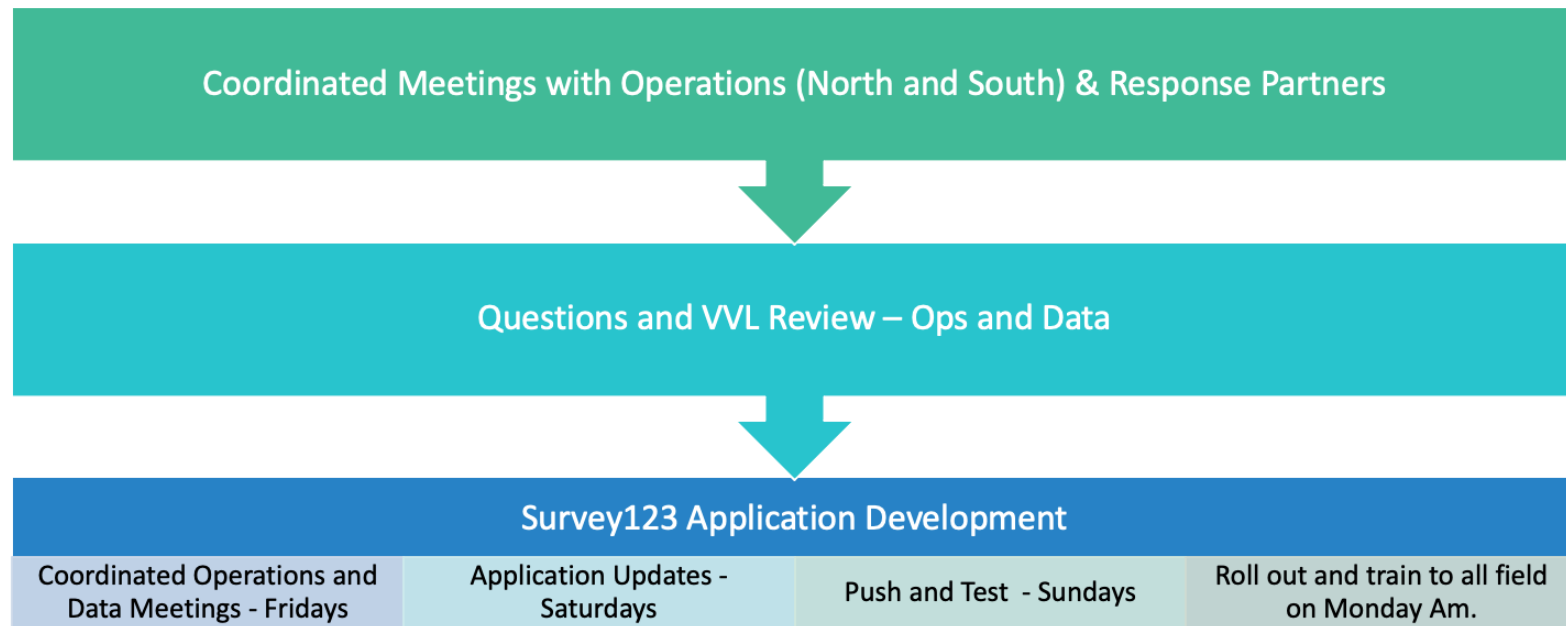 Coordinated Meetings with Operations (North and South) & Response Partners
Questions and VVL Review – Ops and Data
Survey123 Application Development
Coordinated Operations and
Data Meetings - Fridays
Application Updates -
Saturdays
Push and Test  - Sundays
Roll out and train to all field
on Monday Am.